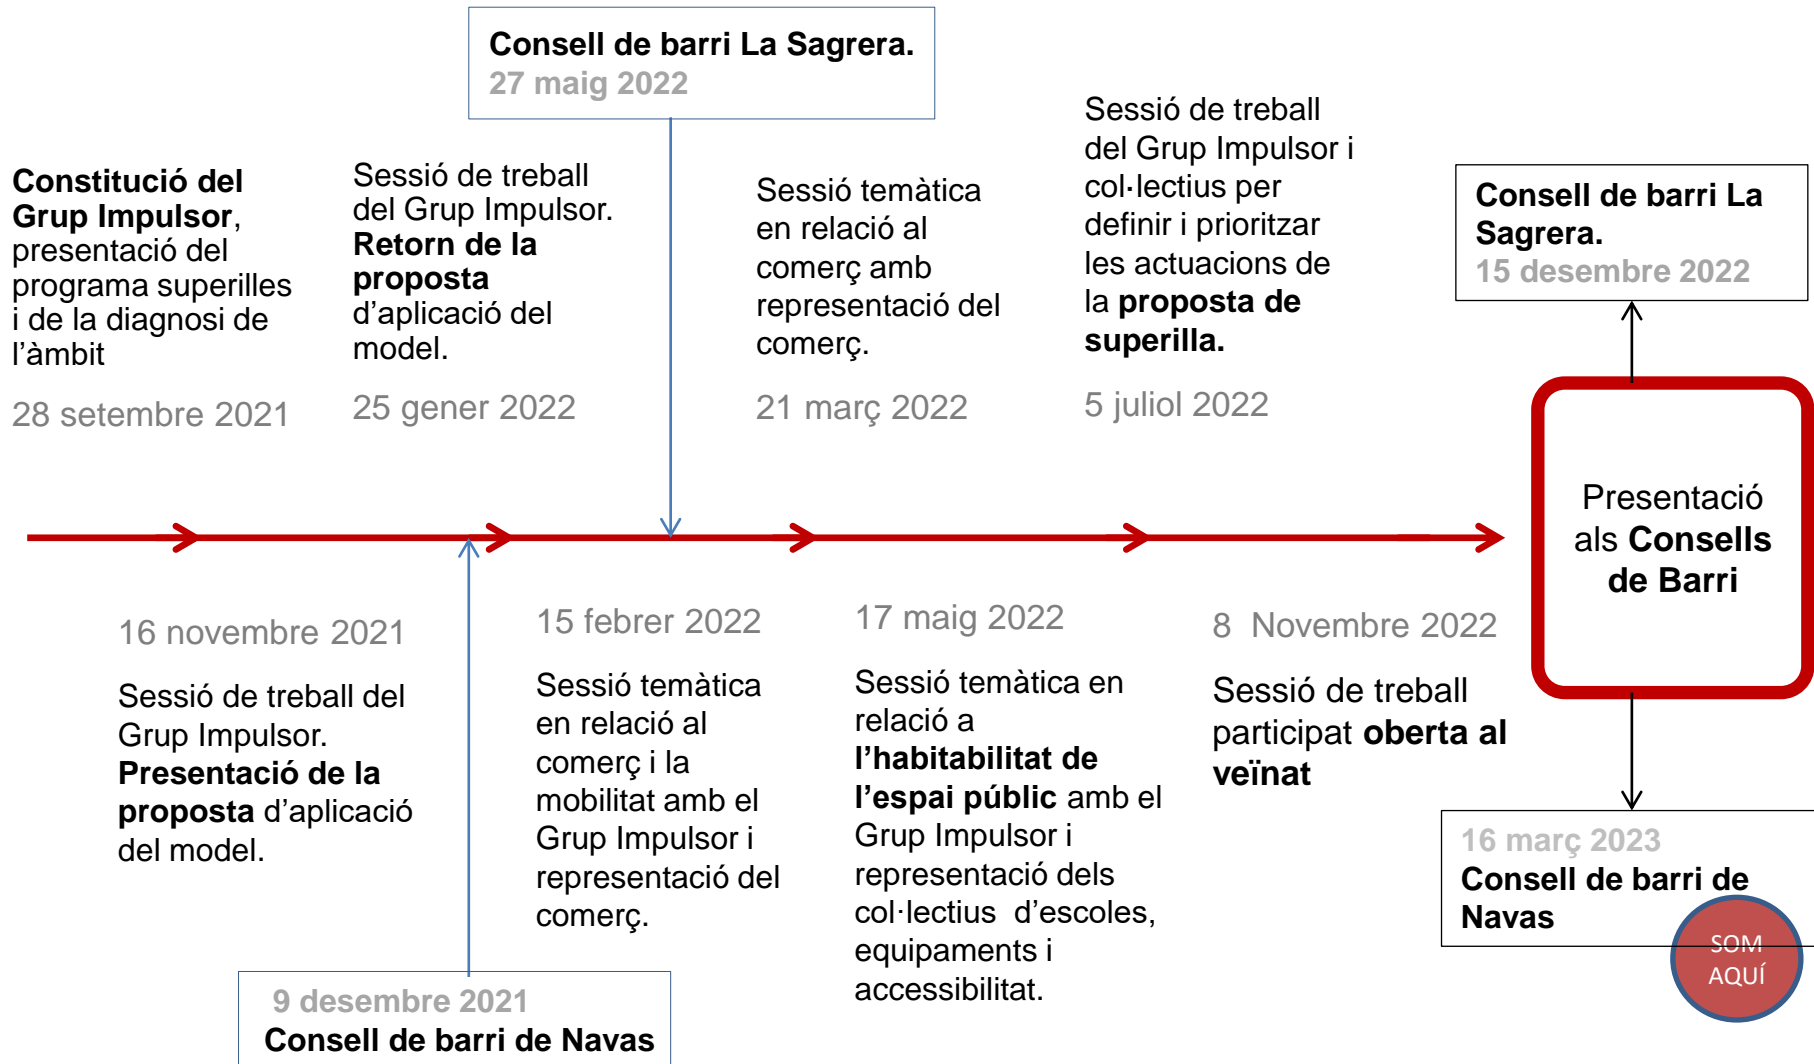 Consell de barri La Sagrera.
27 maig 2022
Constitució del
Grup Impulsor,
presentació del
programa superilles
i de la diagnosi de
l’àmbit
28 setembre 2021
Sessió de treball
del Grup Impulsor.
Retorn de la
proposta
d’aplicació del
model.
25 gener 2022
Sessió temàtica
en relació al
comerç amb
representació del
comerç.
21 març 2022
Sessió de treball
del Grup Impulsor i
col·lectius per
definir i prioritzar
les actuacions de
la proposta de
superilla.
5 juliol 2022
Consell de barri La
Sagrera.
15 desembre 2022
Presentació
als Consells
de Barri
16 novembre 2021
Sessió de treball del
Grup Impulsor.
Presentació de la
proposta d’aplicació
del model.
9 desembre 2021
Consell de barri de Navas
15 febrer 2022
Sessió temàtica
en relació al
comerç i la
mobilitat amb el
Grup Impulsor i
representació del
comerç.
17 maig 2022
Sessió temàtica en
relació a
l’habitabilitat de
l’espai públic amb el
Grup Impulsor i
representació dels
col·lectius d’escoles,
equipaments i
accessibilitat.
8 Novembre 2022
Sessió de treball
participat oberta al
veïnat
16 març 2023
Consell de barri de
Navas
SOM
AQUÍ